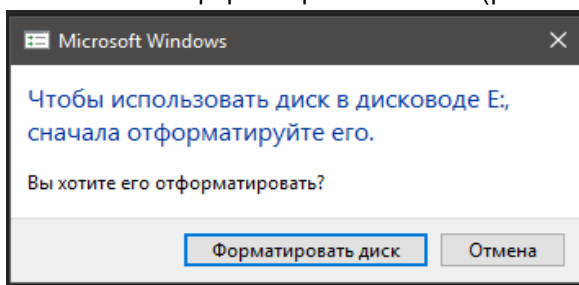 Microsoft Windows
Чтобы использовать диск в дисководе E:,
сначала отформатируйте его.
Вы хотите его отформатировать?
Форматировать диск
Отмена